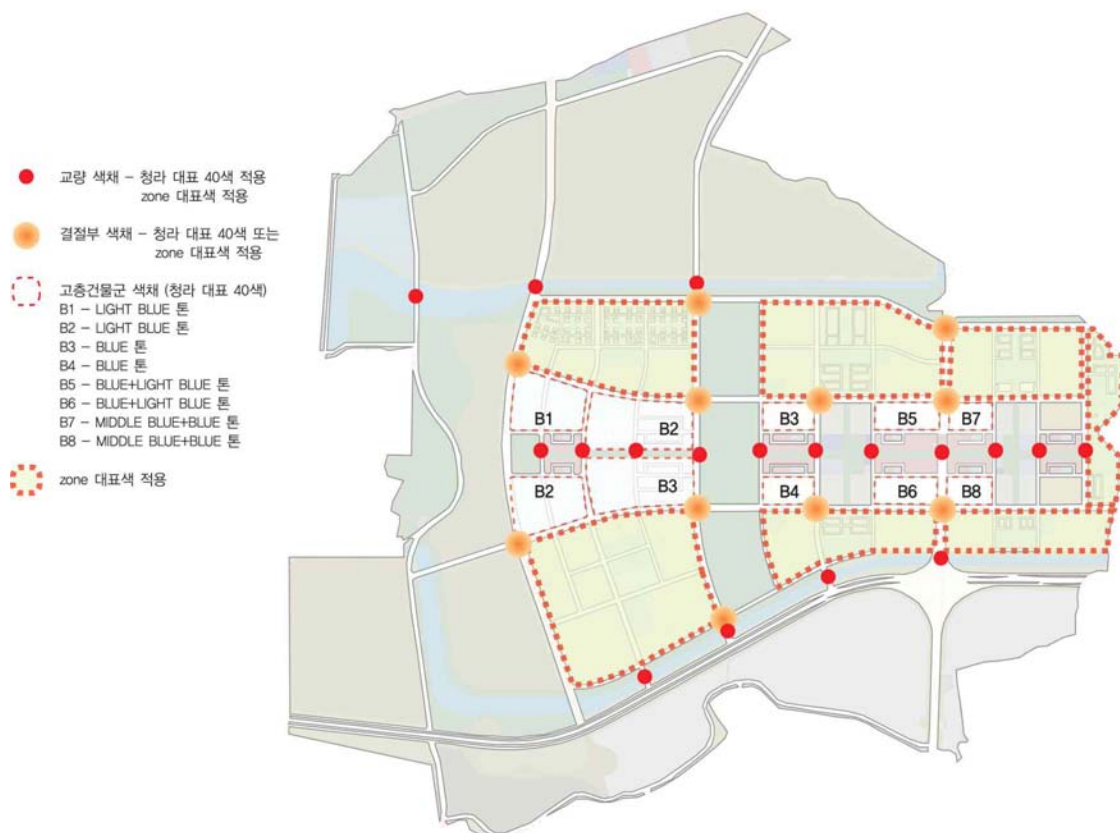 교량 색채 - 청라 대표 40색 적용
zone 대표색 적용
결절부 색채 - 청라 대표 40색 또는
zone 대표색 적용
고층건물군 색채 (청라 대표 40색)
B1 - LIGHT BLUE 톤
B2 - LIGHT BLUE 톤
B3 - BLUE 톤
B4 - BLUE 톤
B5 - BLUE+LIGHT BLUE 톤
B6 - BLUE+LIGHT BLUE 톤
B7 - MIDDLE BLUE+BLUE 톤
B8 - MIDDLE BLUE+BLUE 톤
zone 대표색 적용
B1
B2
B3
B5
B7
B2
B3
B4
B6
B8